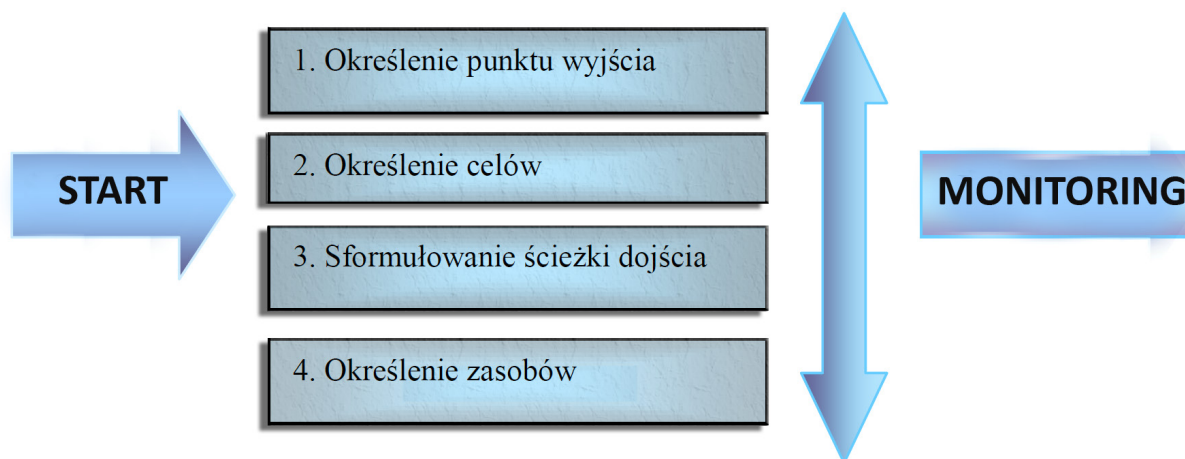 START
1. Określenie punktu wyjścia
2. Określenie celów
3. Sformułowanie ścieżki dojścia
4. Określenie zasobów
MONITORING